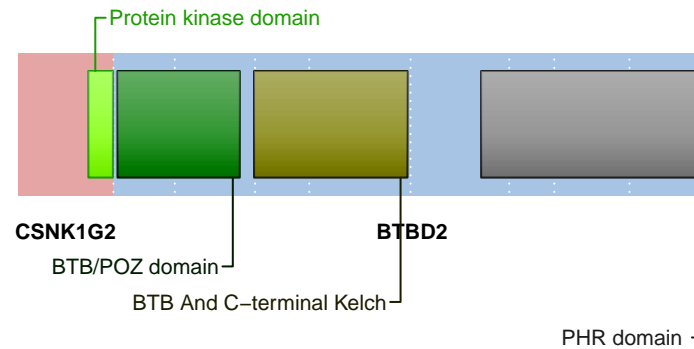 Protein kinase domain
CSNK1G2
BTBD2
BTB/POZ domain
BTB And C−terminal Kelch
PHR domain